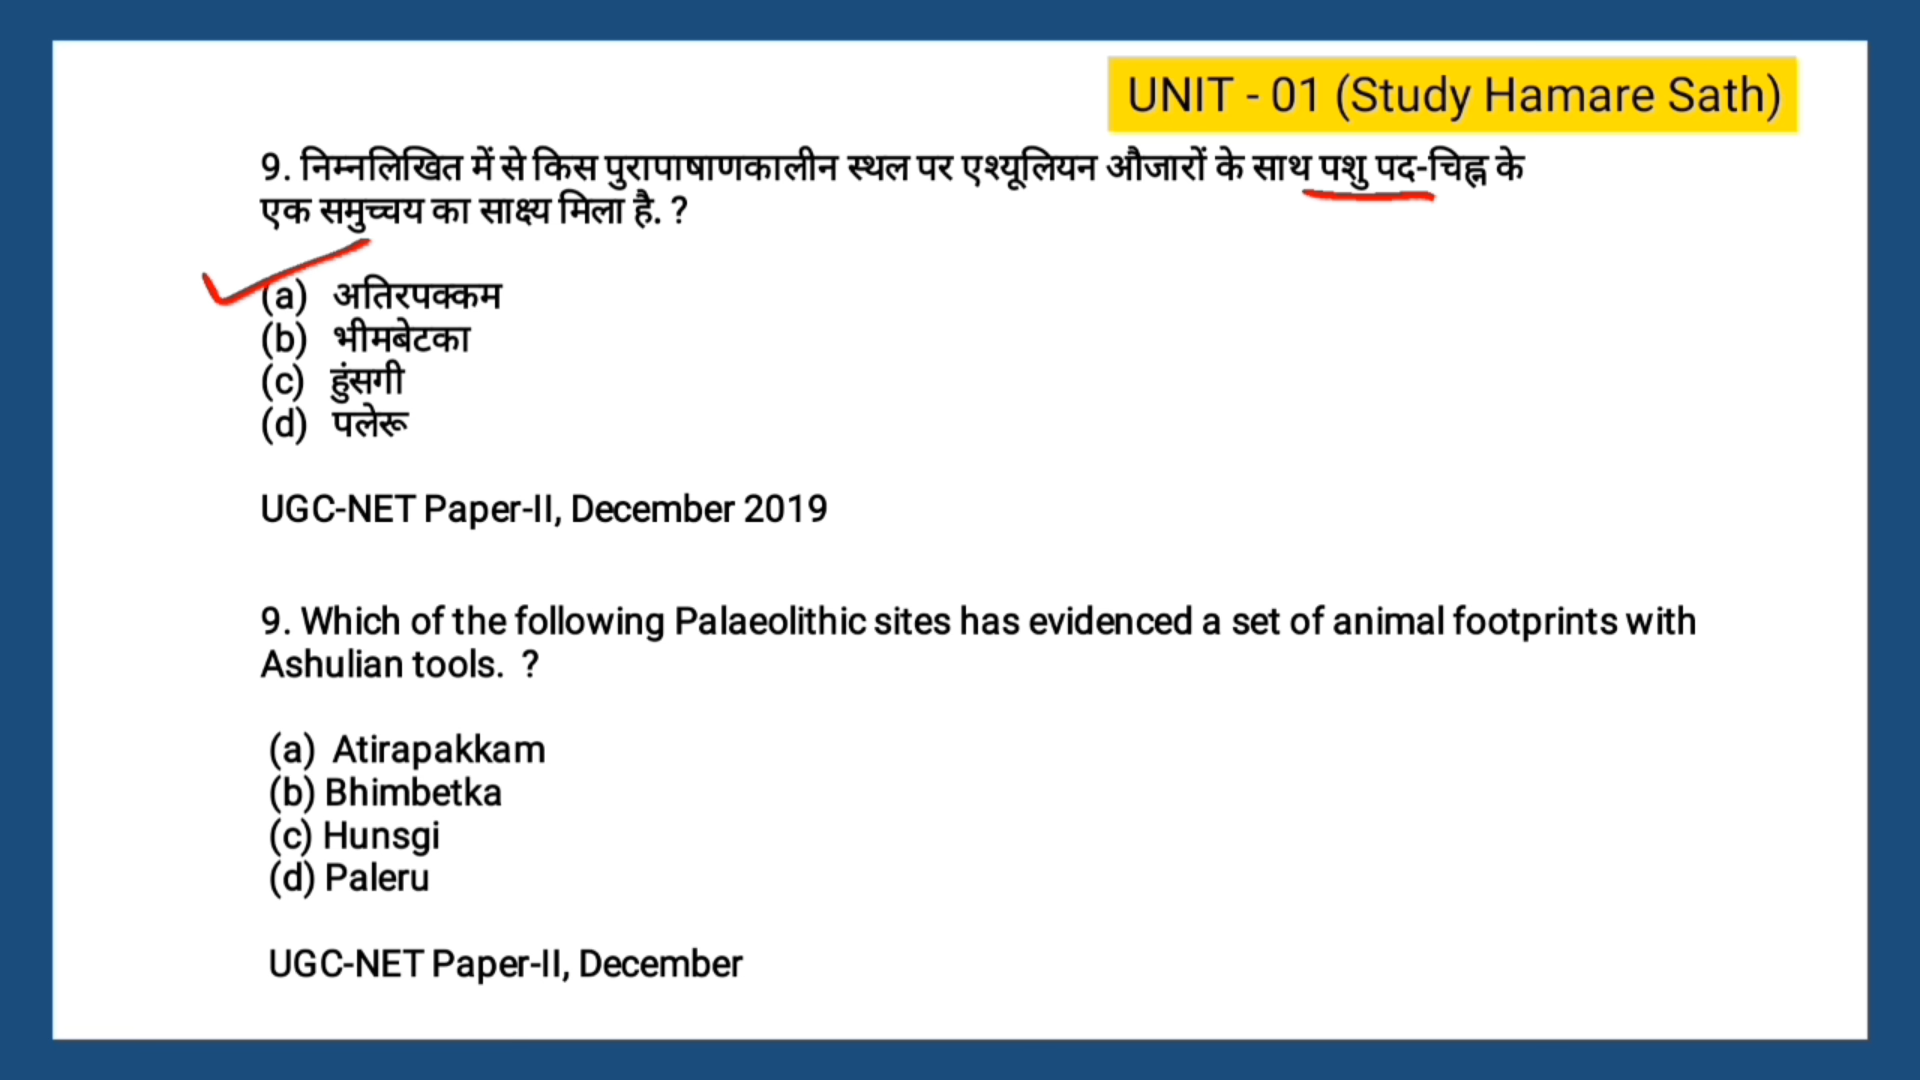 UNIT - 01 (Study Hamare Sath)
9. निम्नलिखित में से किस पुरापाषाणकालीन स्थल पर एश्यूलियन औजारों के साथ पशु पद-चिह्न के
एक समुच्चय का साक्ष्य मिला है. ?
(a) अतिरपक्कम
(b) भीमबेटका
(c) हुंसगी
(d) पलेरू
UGC-NET Paper-II, December 2019
9. Which of the following Palaeolithic sites has evidenced a set of animal footprints with
Ashulian tools. ?
(a) Atirapakkam
(b) Bhimbetka
(c) Hunsgi
(d) Paleru
UGC-NET Paper-II, December